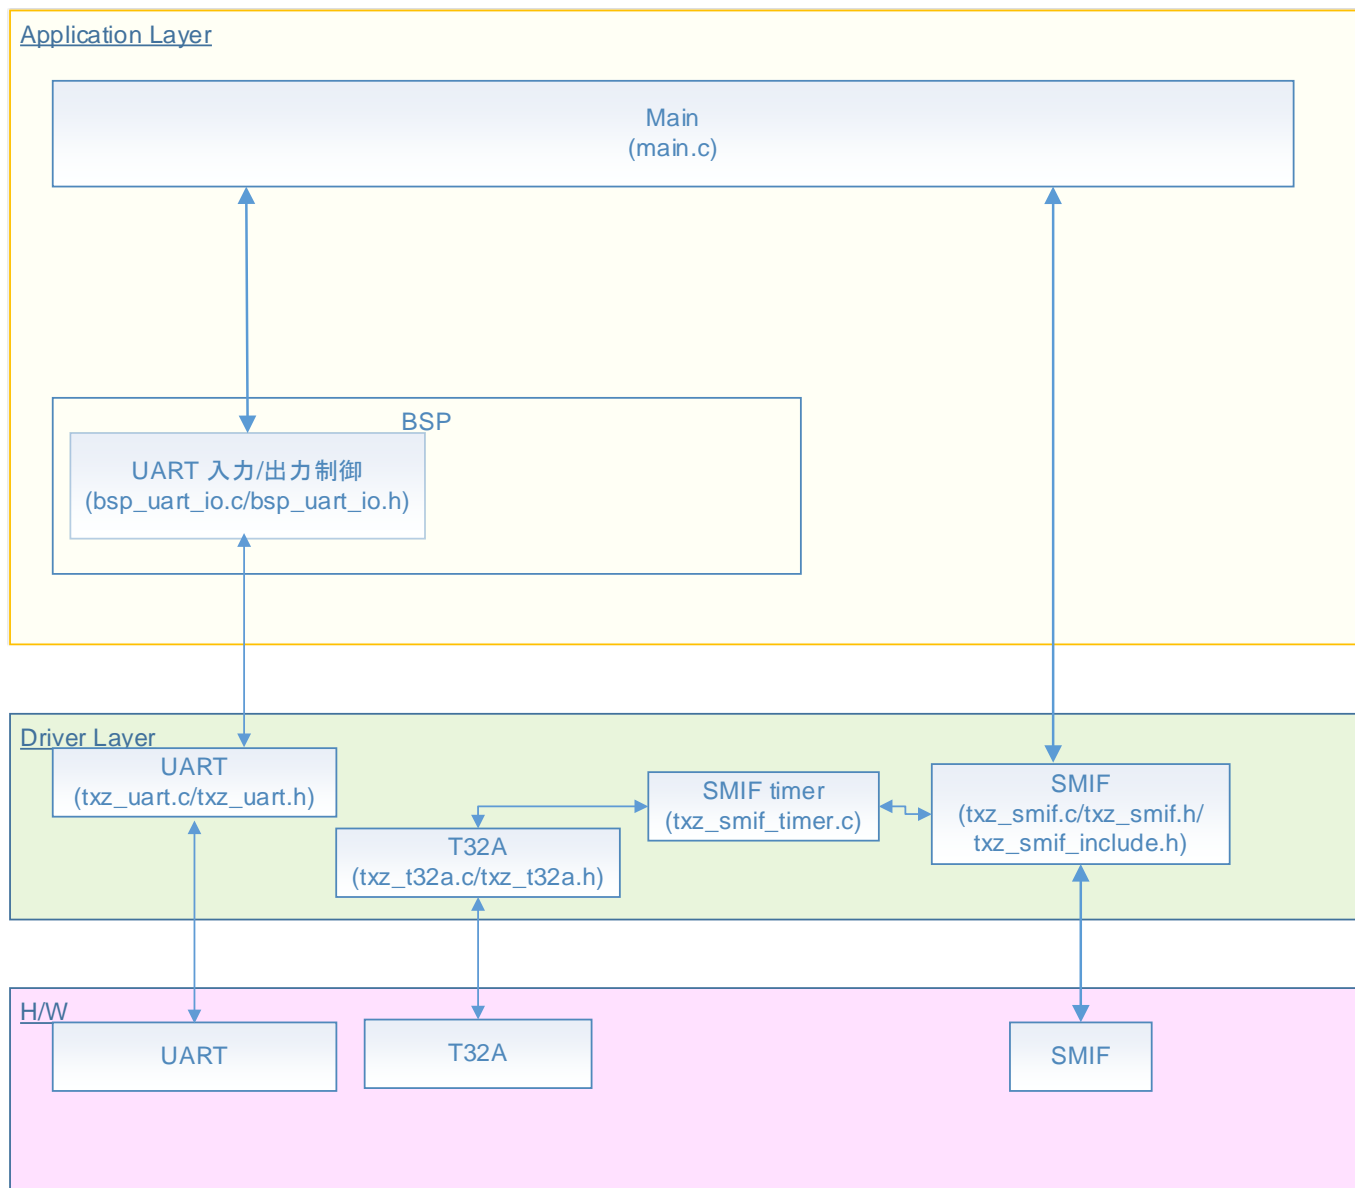 Application Layer
Main
(main.c)
BSP
UART 入力/出力制御
(bsp_uart_io.c/bsp_uart_io.h)
Driver Layer
UART
(txz_uart.c/txz_uart.h)
SMIF timer
(txz_smif_timer.c)
SMIF
(txz_smif.c/txz_smif.h/
txz_smif_include.h)
T32A
(txz_t32a.c/txz_t32a.h)
H/W
UART
T32A
SMIF